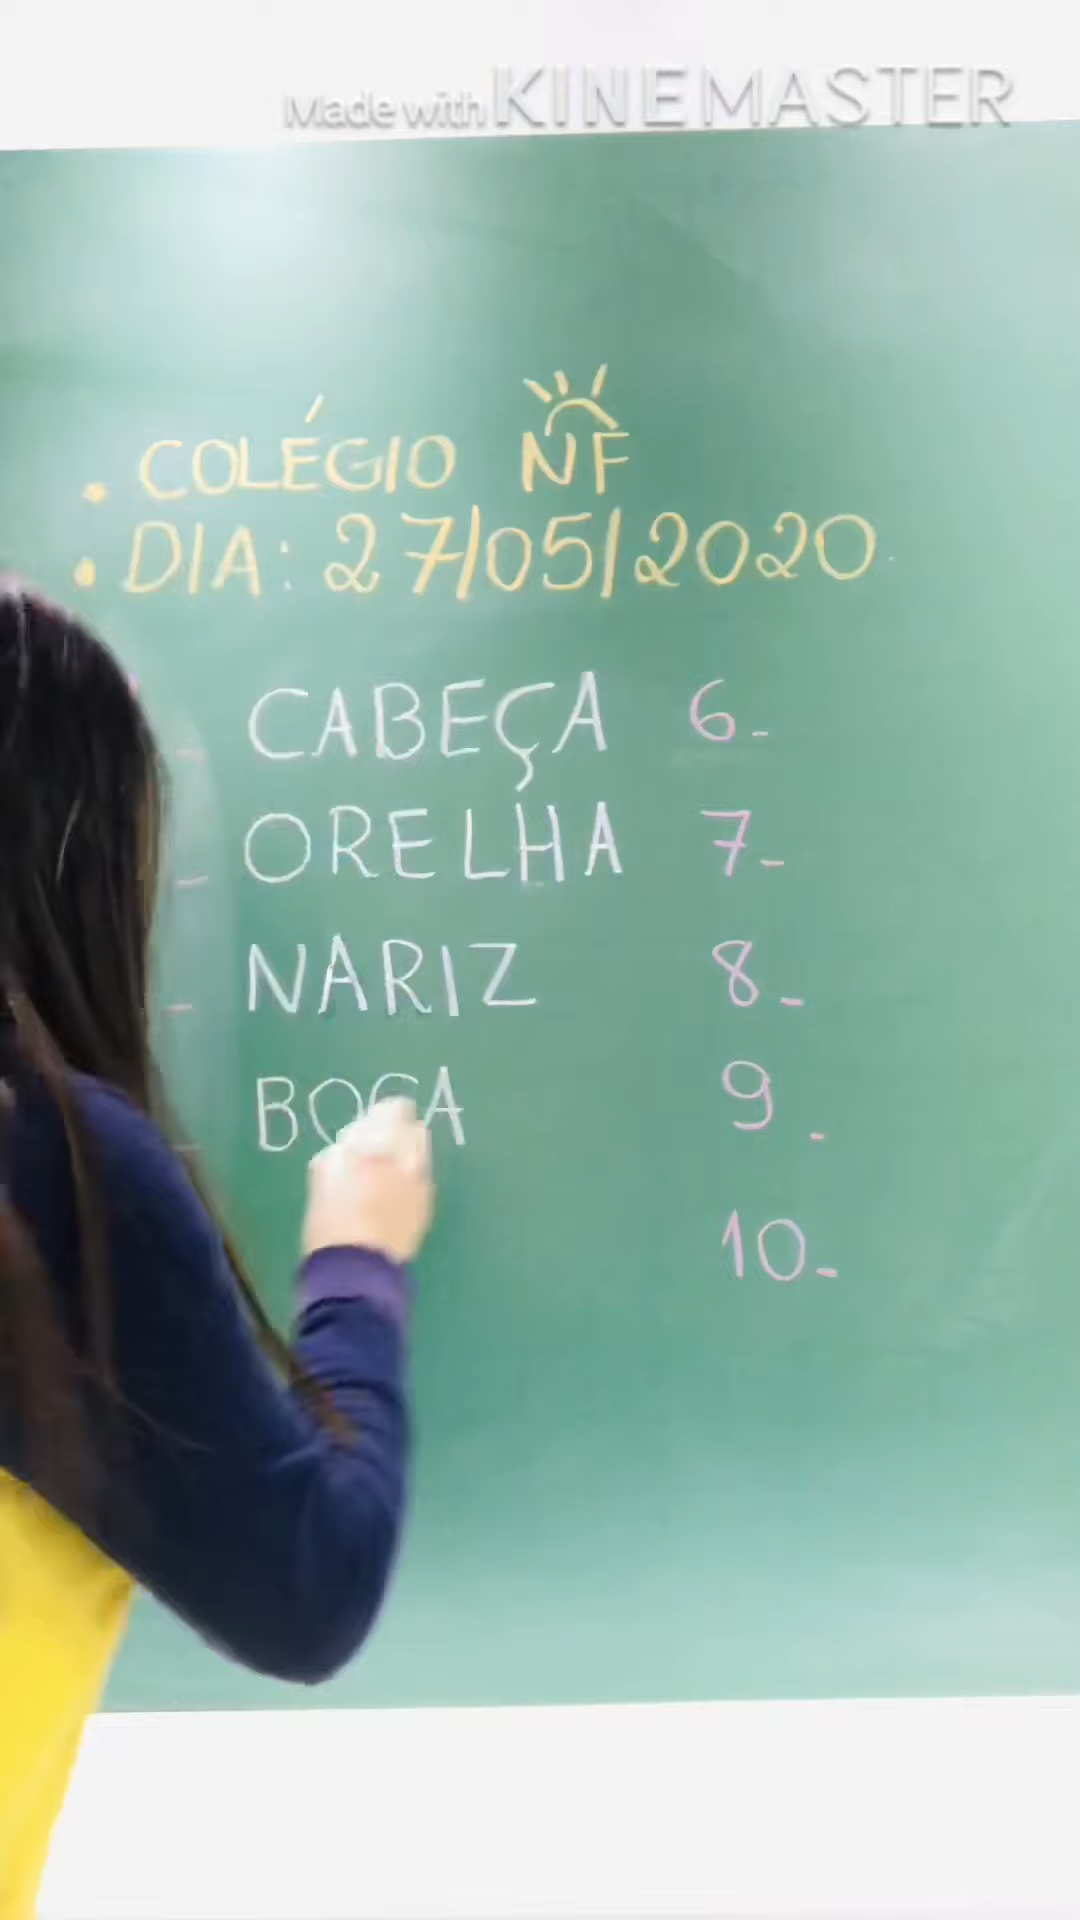 Made with KINEMASTER
. COLÉGIO NF
. DIA: 27/05/2020
- CABEÇA 6-
- ORELHA 7-
- NARIZ 8-
- BOCA 9-
10-